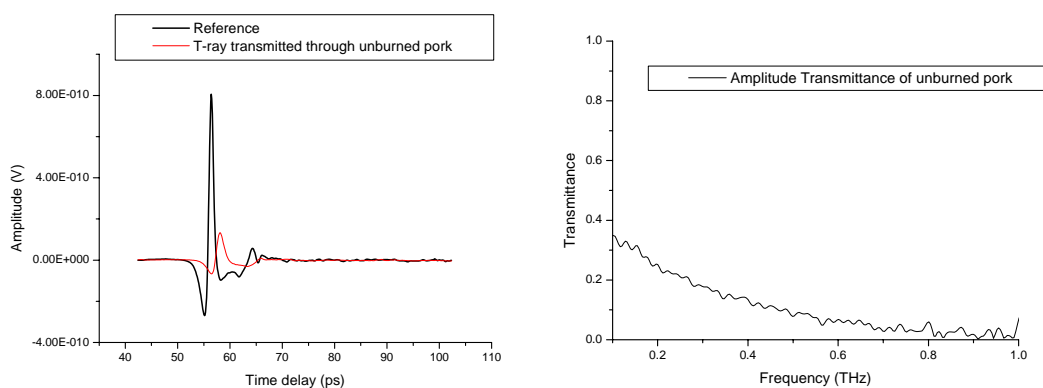 Reference
T-ray transmitted through unburned pork
8.00E-010
4.00E-010
0.00E+000
-4.00E-010
Amplitude (V)
40 50 60 70 80 90 100 110
Time delay (ps)
Amplitude Transmittance of unburned pork
1.0
0.8
0.6
0.4
0.2
0.0
Transmittance
0.2 0.4 0.6 0.8 1.0
Frequency (THz)